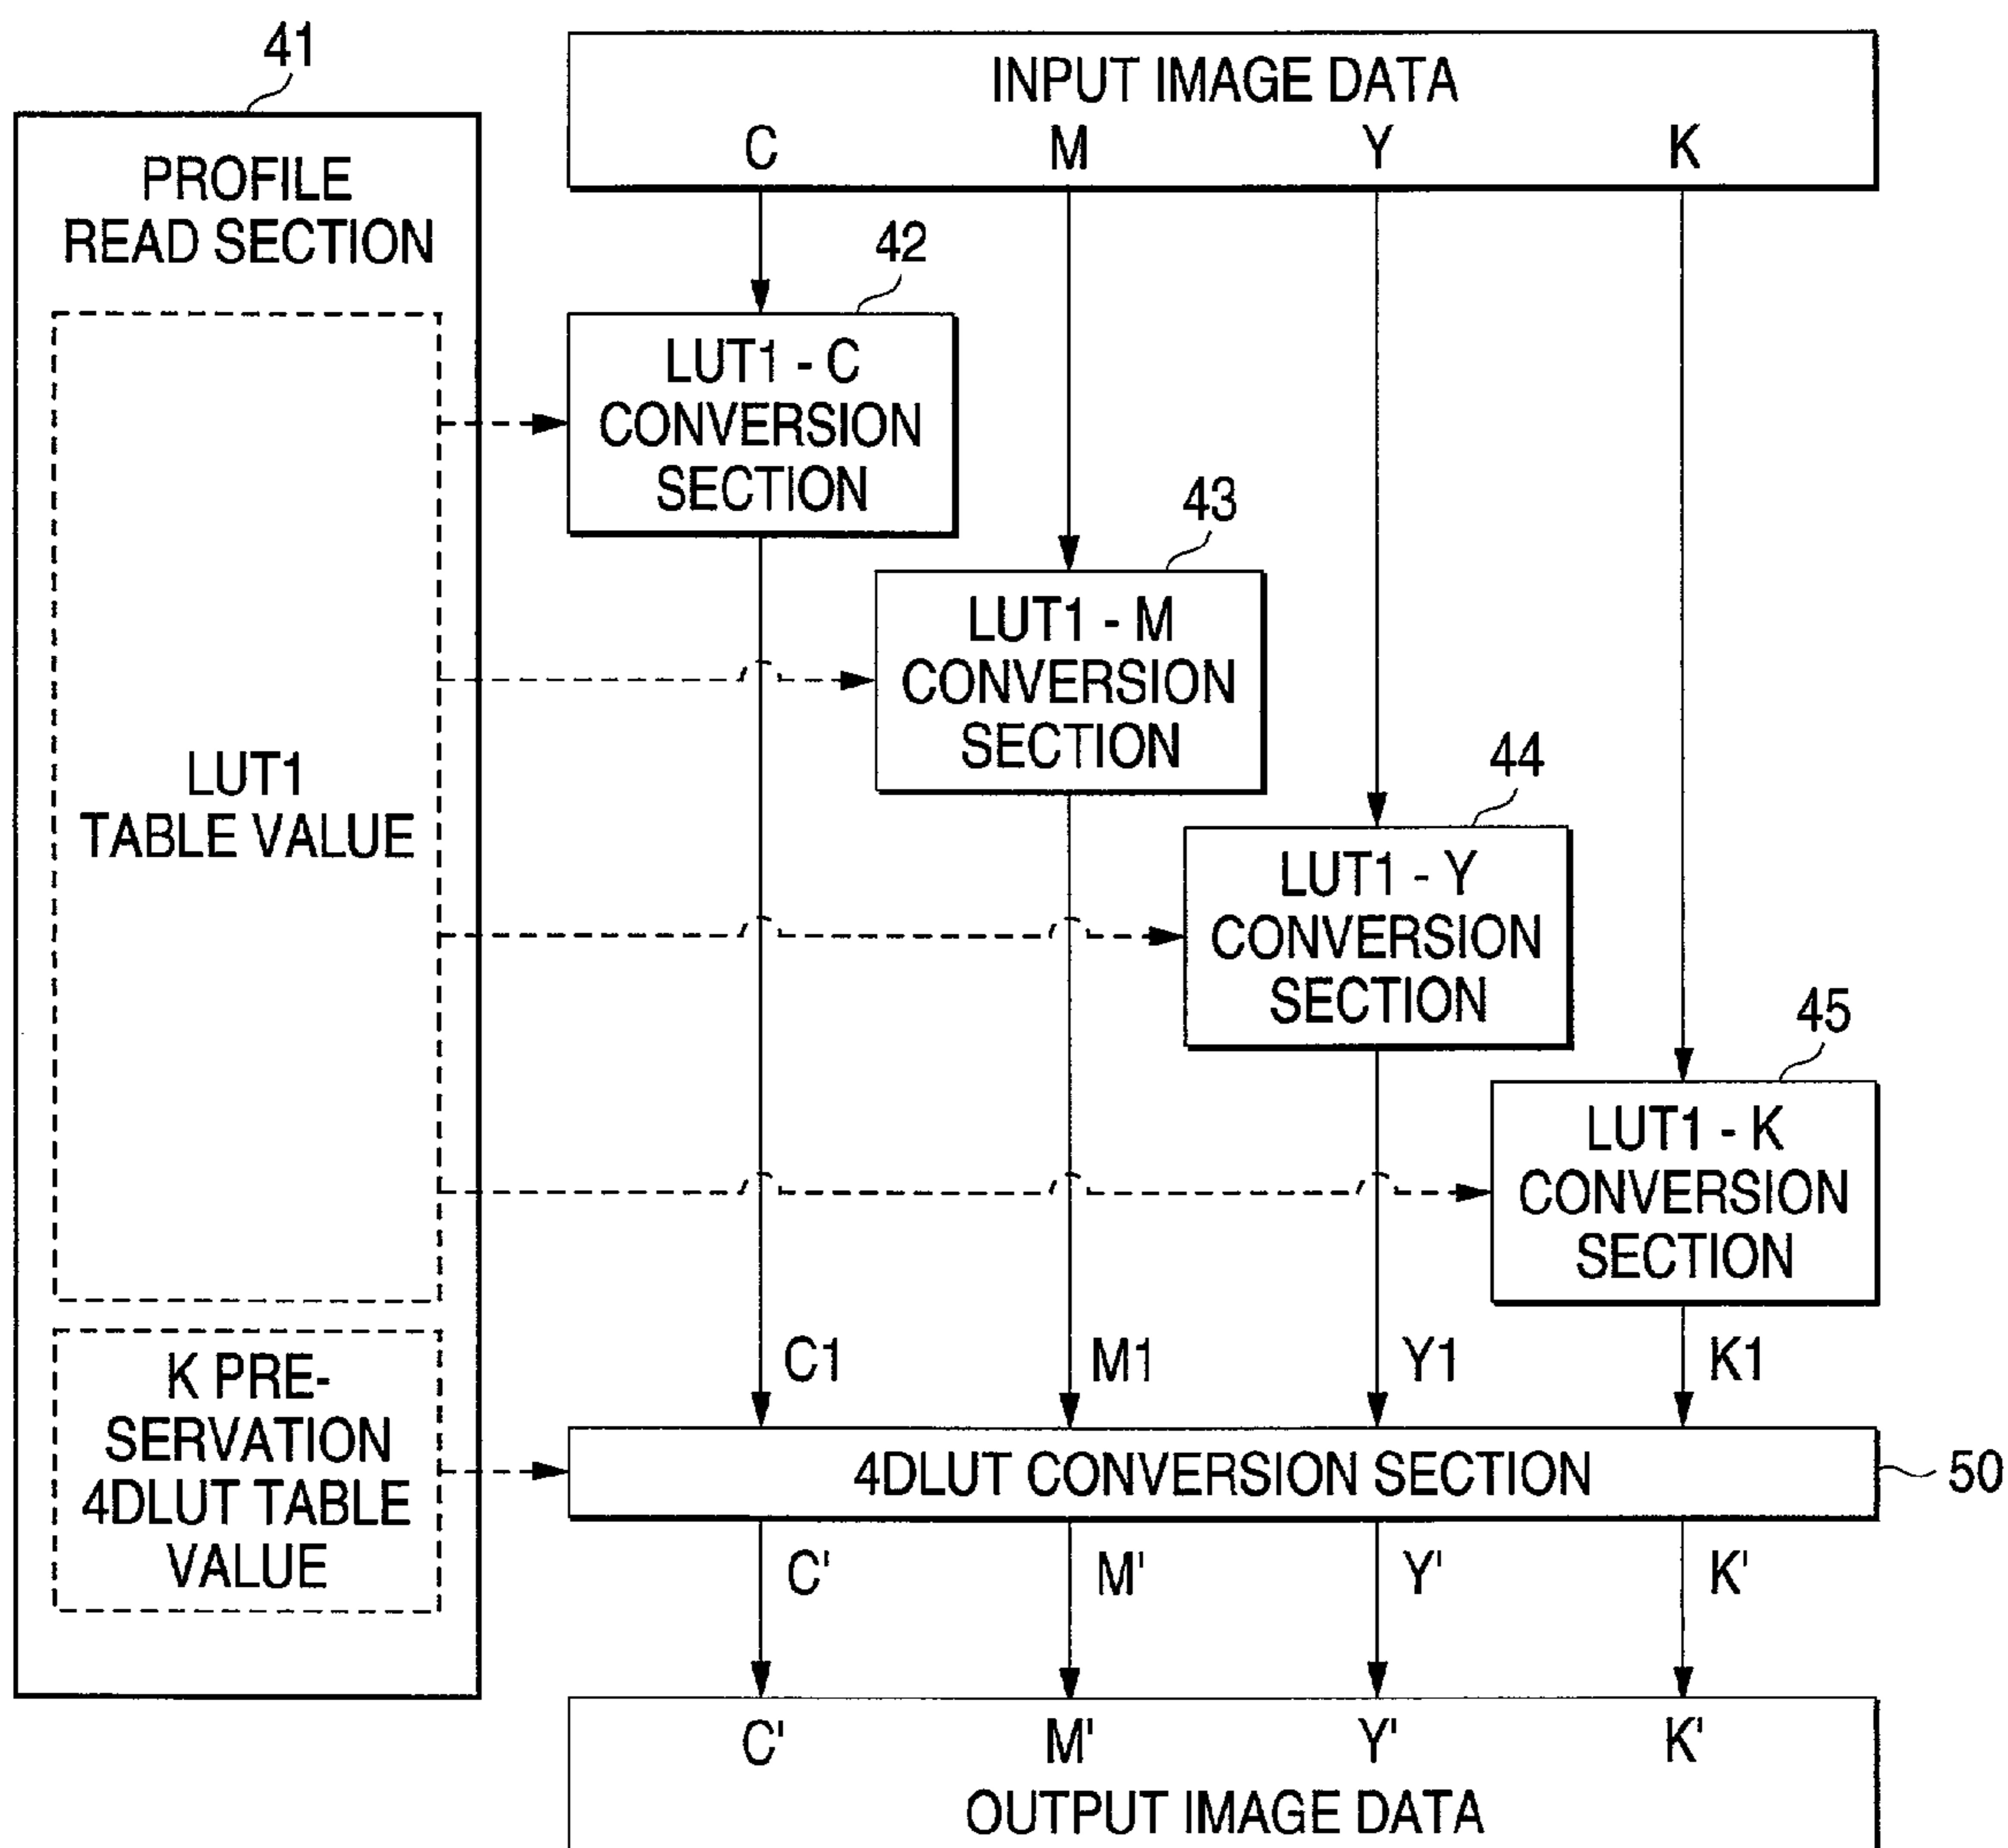 41
PROFILE
READ SECTION
LUT1
TABLE VALUE
K PRE-
SERVATION
4DLUT TABLE
VALUE
INPUT IMAGE DATA
C M Y K
42
LUT1 - C
CONVERSION
SECTION
43
LUT1 - M
CONVERSION
SECTION
44
LUT1 - Y
CONVERSION
SECTION
45
LUT1 - K
CONVERSION
SECTION
C1 M1 Y1 K1
4DLUT CONVERSION SECTION
50
C' M' Y' K'
C' M' Y' K'
OUTPUT IMAGE DATA